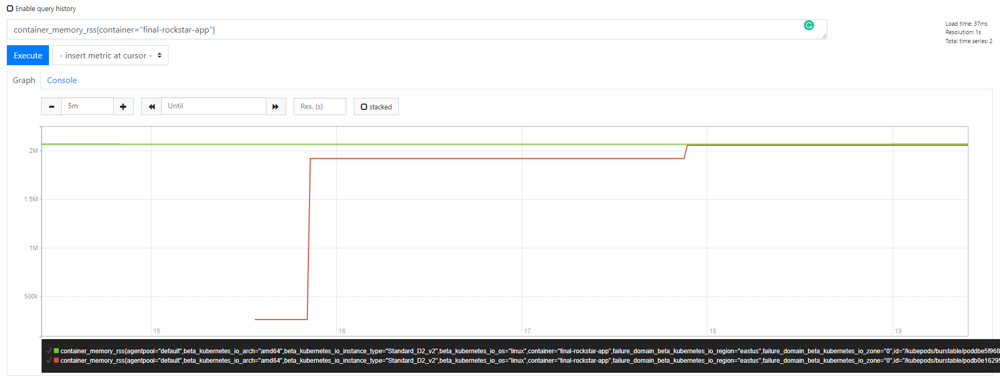 Enable query history
container_memory_rss{container="final-rockstar-app"}
Load time: 37ms
Resolution: 1s
Total time series: 2
Execute
- insert metric at cursor -
Graph
Console
5m
Until
Res. (s)
stacked
2M
1.5M
1M
500k
15
16
17
18
19
container_memory_rss{agentpool="default",beta_kubernetes_io_arch="amd64",beta_kubernetes_io_instance_type="Standard_D2_v2",beta_kubernetes_io_os="linux",container="final-rockstar-app",failure_domain_beta_kubernetes_io_region="eastus",failure_domain_beta_kubernetes_io_zone="0",id="/kubepods/burstable/poddbe5f968
container_memory_rss{agentpool="default",beta_kubernetes_io_arch="amd64",beta_kubernetes_io_instance_type="Standard_D2_v2",beta_kubernetes_io_os="linux",container="final-rockstar-app",failure_domain_beta_kubernetes_io_region="eastus",failure_domain_beta_kubernetes_io_zone="0",id="/kubepods/burstable/podb0e16295